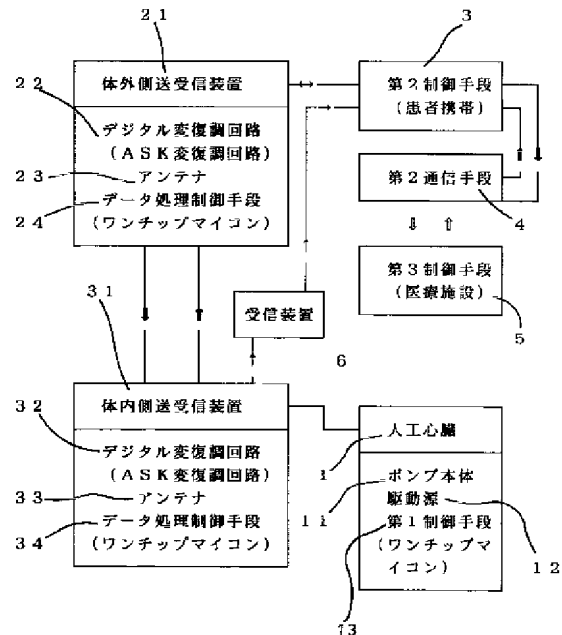 21
体外側送受信装置
22
デジタル変復調回路
(ASK変復調回路)
23
アンテナ
24
データ処理制御手段
(ワンチップマイコン)
3
第2制御手段
(患者携帯)
第2通信手段
4
第3制御手段
(医療施設)
5
受信装置
6
31
体内側送受信装置
32
デジタル変復調回路
(ASK変復調回路)
33
アンテナ
34
データ処理制御手段
(ワンチップマイコン)
1
人工心臓
11
ポンプ本体
駆動源
12
第1制御手段
(ワンチップマ
イコン)
13